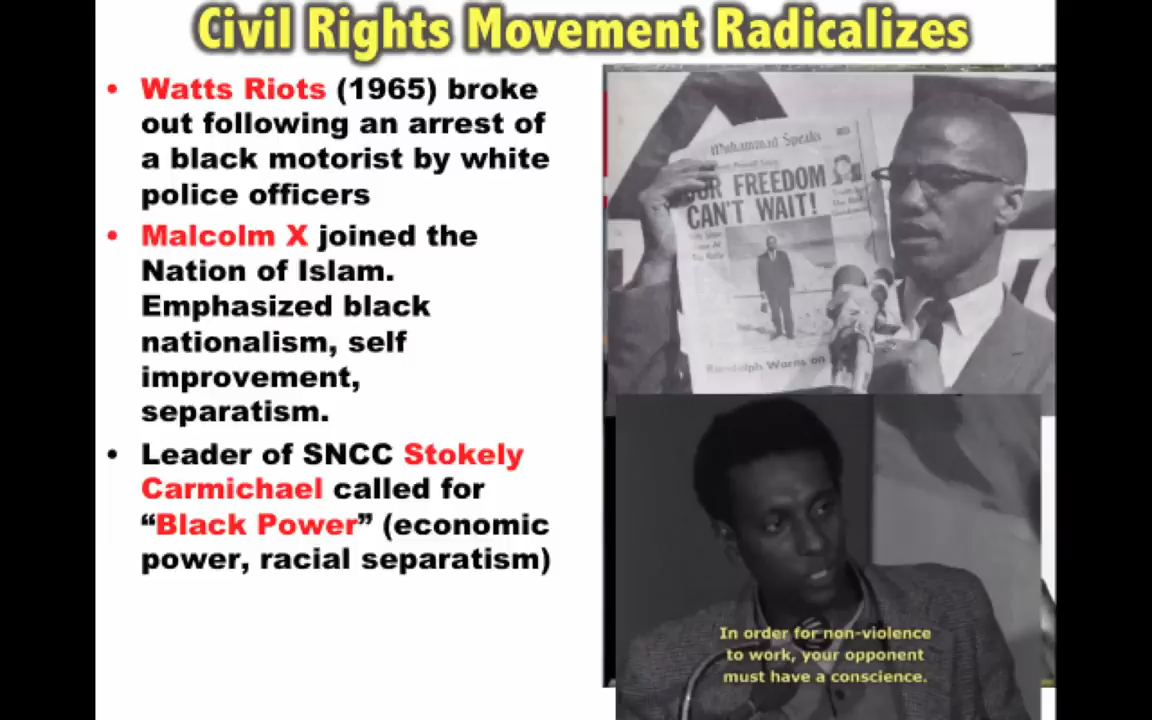 Civil Rights Movement Radicalizes
• Watts Riots (1965) broke
out following an arrest of
a black motorist by white
police officers
• Malcolm X joined the
Nation of Islam.
Emphasized black
nationalism, self
improvement,
separatism.
• Leader of SNCC Stokely
Carmichael called for
“Black Power” (economic
power, racial separatism)
Muhammad Speaks
OUR FREEDOM
CAN'T WAIT!
Randolph Warns on
In order for non-violence
to work, your opponent
must have a conscience.